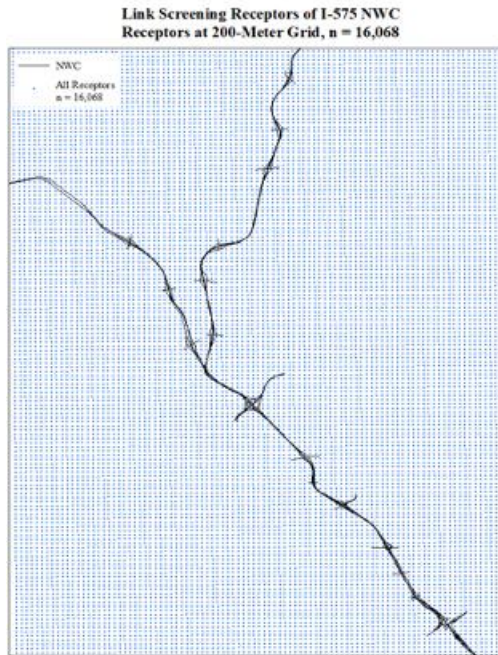 Link Screening Receptors of I-575 NWC
Receptors at 200-Meter Grid, n = 16,068
NWC
All Receptors
n = 16,068